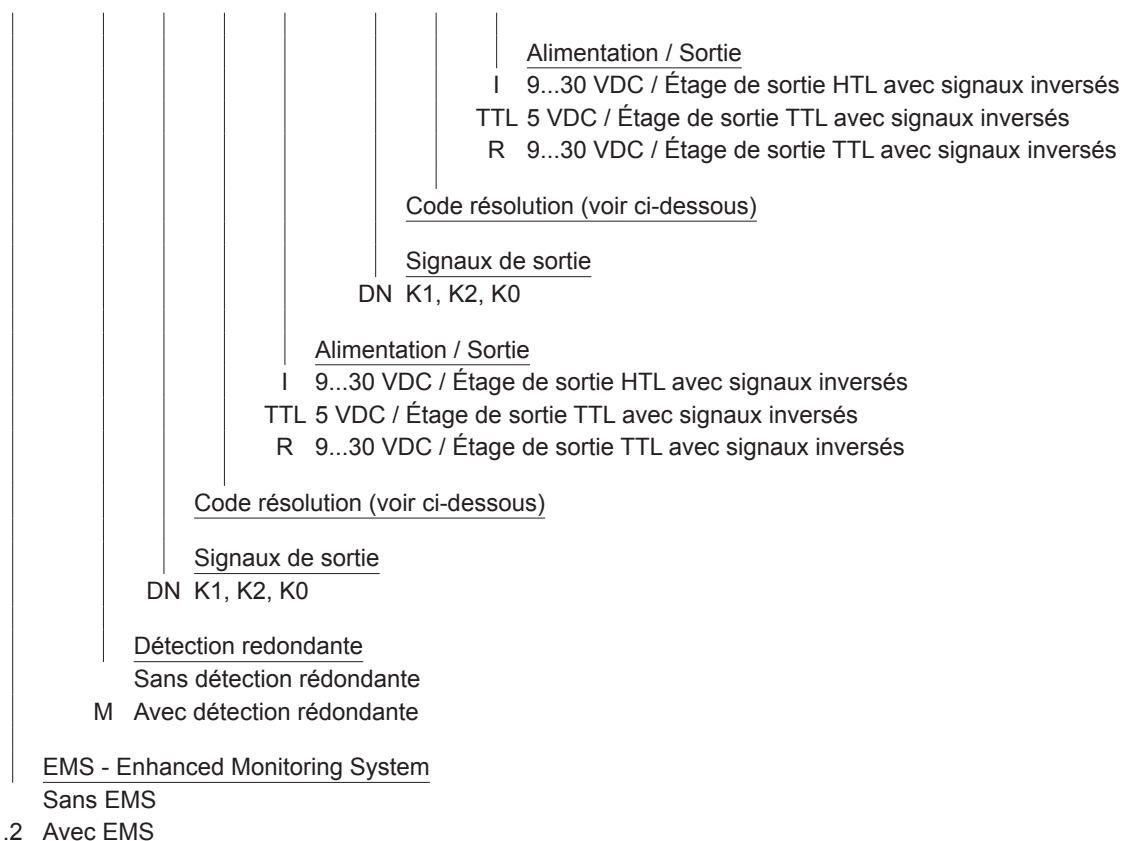 Alimentation / Sortie
I 9...30 VDC / Étage de sortie HTL avec signaux inversés
TTL 5 VDC / Étage de sortie TTL avec signaux inversés
R 9...30 VDC / Étage de sortie TTL avec signaux inversés
Code résolution (voir ci-dessous)
Signaux de sortie
DN K1, K2, K0
Alimentation / Sortie
I 9...30 VDC / Étage de sortie HTL avec signaux inversés
TTL 5 VDC / Étage de sortie TTL avec signaux inversés
R 9...30 VDC / Étage de sortie TTL avec signaux inversés
Code résolution (voir ci-dessous)
Signaux de sortie
DN K1, K2, K0
Détection redondante
Sans détection rédondante
M Avec détection rédondante
EMS - Enhanced Monitoring System
Sans EMS
.2 Avec EMS